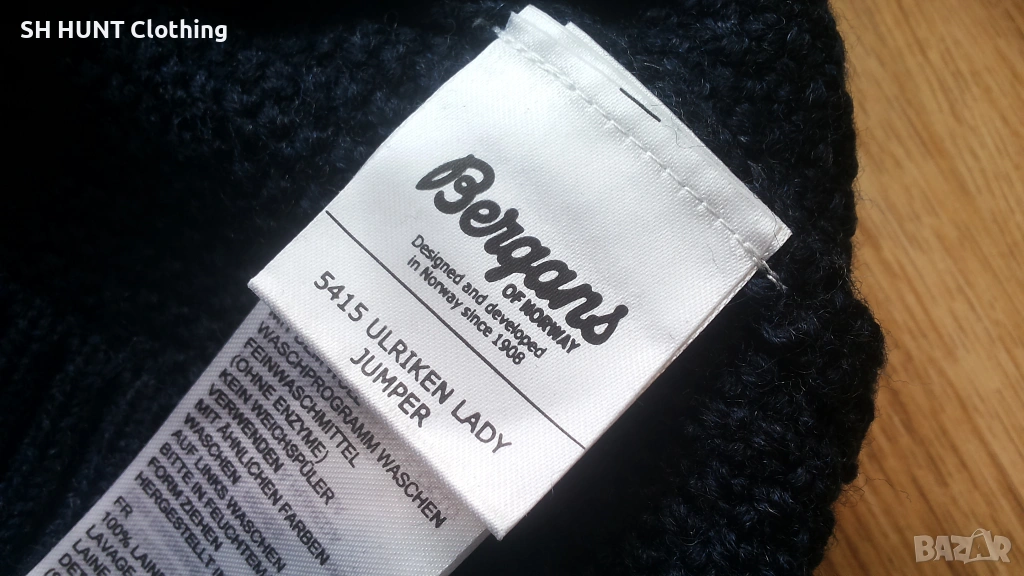 SH HUNT Clothing
Bergans
OF NORWAY
Designed and developed
in Norway since 1908
5415 ULRIKEN LADY
JUMPER
WASCHPROGRAMM WASCHEN
FEINWASCHMITTEL
(OHNE ENZYME)
KEIN WEICHSPÜLER
VERWENDEN
MIT ÄHNLICHEN FARBEN
WASCHEN
AUF LINKS WASCHEN
BITTE IN FEUCHTEM
FORM ZIEHEN
HERGESTELLT
FR
100% LAINE
LAVAGE
LAINE
BAZAR